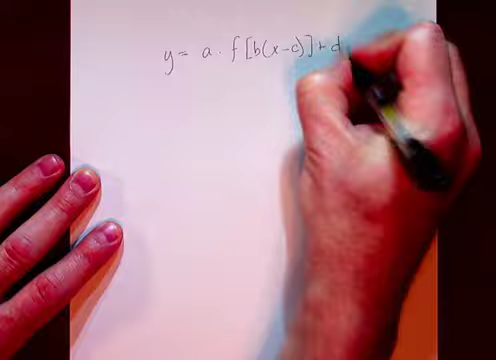 y = a · f[b(x-c)]+d